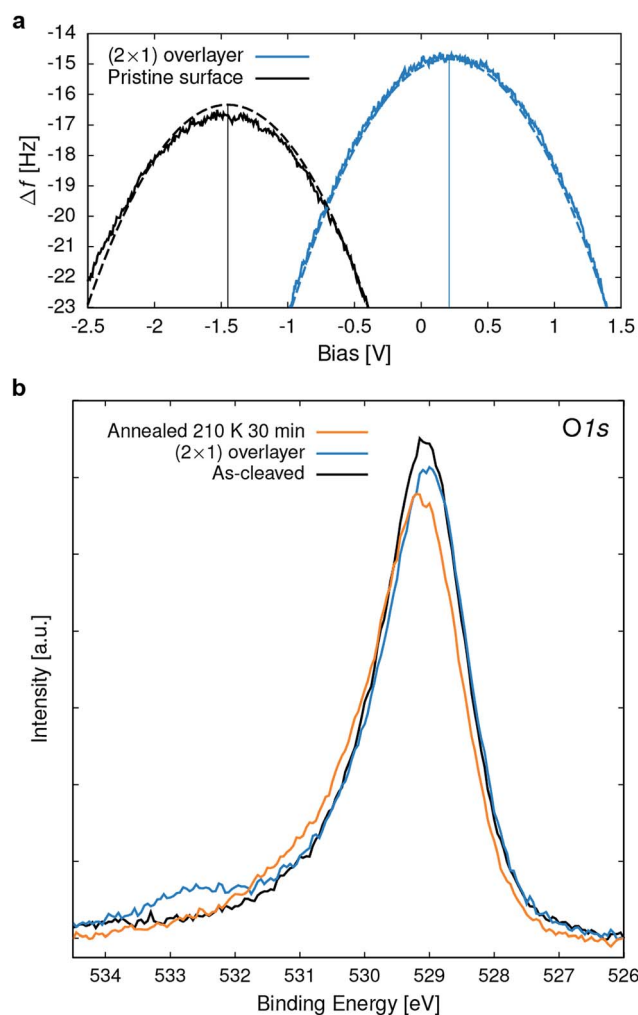 a
(2×1) overlayer
Pristine surface
-14
-15
-16
-17
-18
-19
-20
-21
-22
-23
Δf [Hz]
-2.5 -2 -1.5 -1 -0.5 0 0.5 1 1.5
Bias [V]
b
Annealed 210 K 30 min
(2×1) overlayer
As-cleaved
O1s
Intensity [a.u.]
534 533 532 531 530 529 528 527 526
Binding Energy [eV]